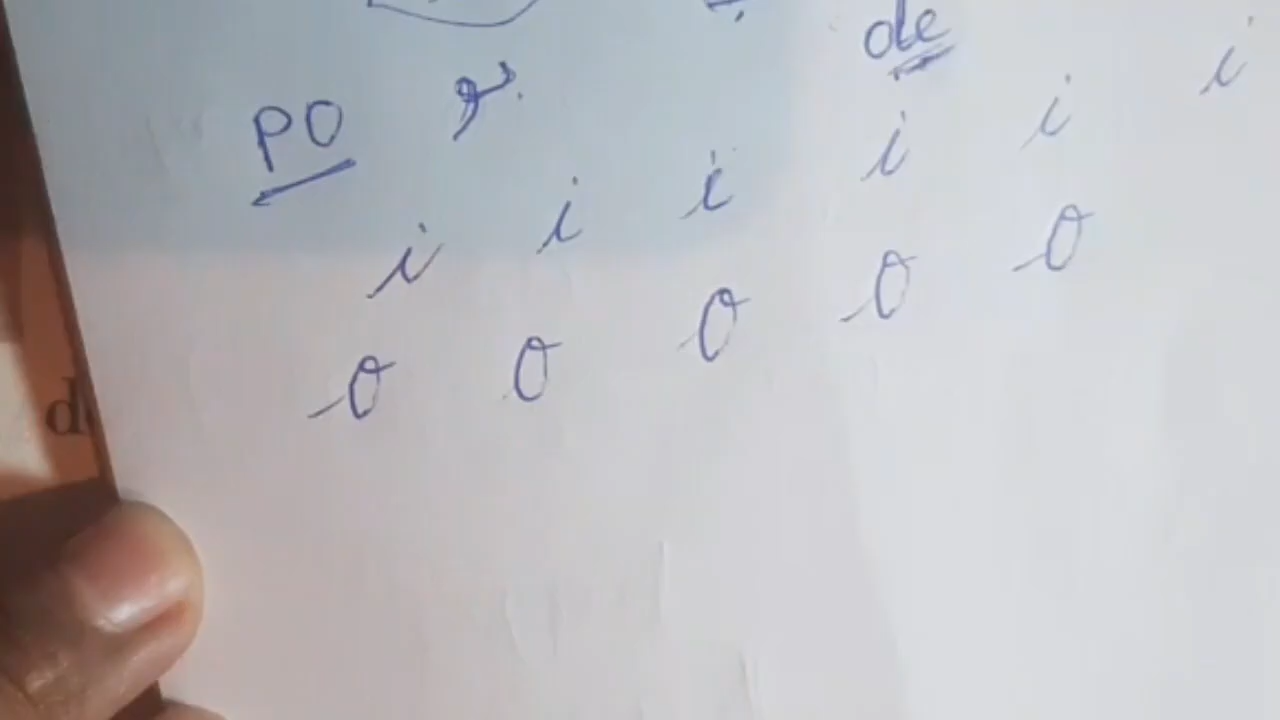 de
PO r.
i i i i i i
o o o o o
d